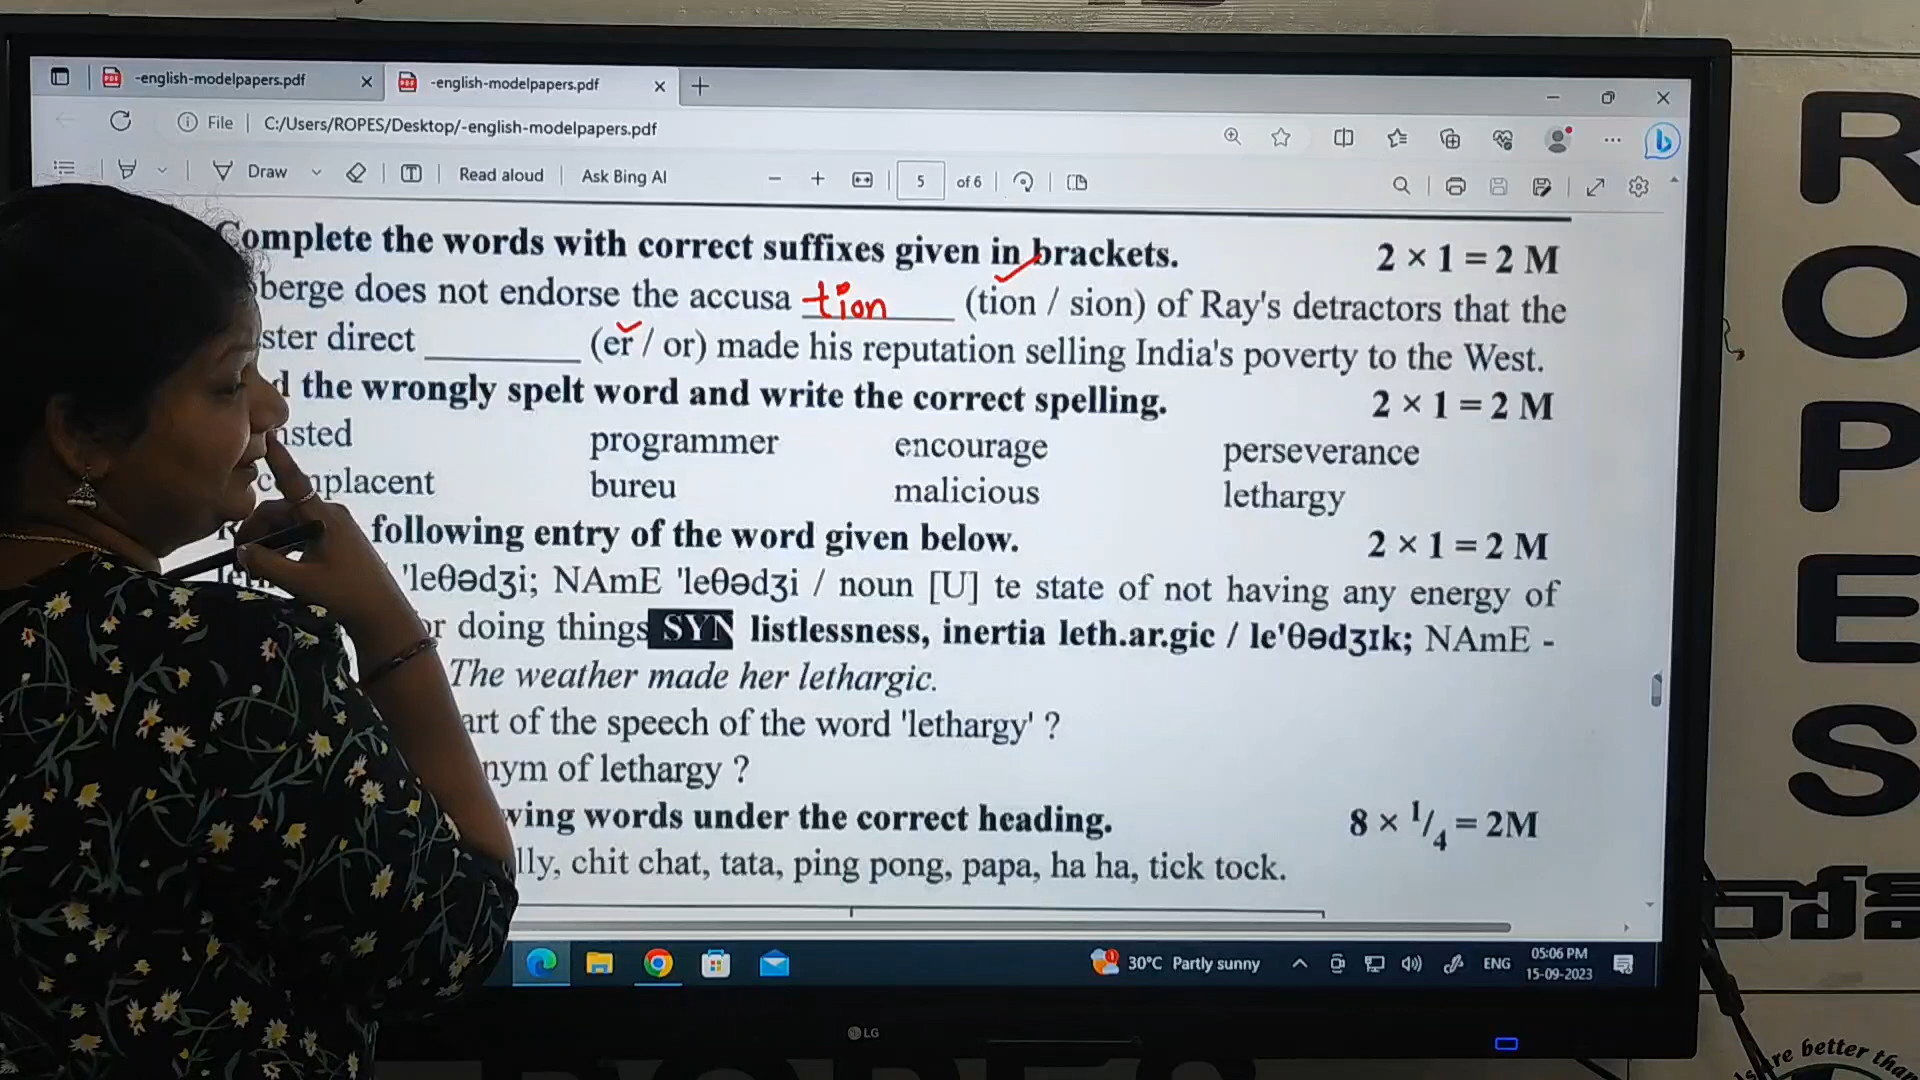 -english-modelpapers.pdf
-english-modelpapers.pdf
File C:/Users/ROPES/Desktop/-english-modelpapers.pdf
Draw Read aloud Ask Bing AI 5 of 6
Complete the words with correct suffixes given in brackets. 2 × 1 = 2 M
berge does not endorse the accusa tion (tion / sion) of Ray's detractors that the
ster direct ________ (er / or) made his reputation selling India's poverty to the West.
d the wrongly spelt word and write the correct spelling. 2 × 1 = 2 M
programmer encourage perseverance
complacent bureu malicious lethargy
following entry of the word given below. 2 × 1 = 2 M
'leθədʒi; NAmE 'leθədʒi / noun [U] te state of not having any energy of
or doing things SYN listlessness, inertia leth.ar.gic / le'θədʒɪk; NAmE -
The weather made her lethargic.
art of the speech of the word 'lethargy' ?
nym of lethargy ?
wing words under the correct heading. 8 × 1/4 = 2M
lly, chit chat, tata, ping pong, papa, ha ha, tick tock.
30°C Partly sunny ENG 05:06 PM
15-09-2023
LG
ROPES
re better than